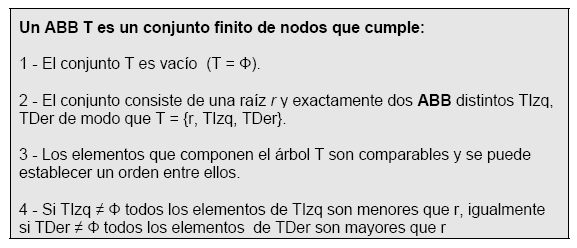 Un ABB T es un conjunto finito de nodos que cumple:
1 - El conjunto T es vacío  (T = Φ).
2 - El conjunto consiste de una raíz r y exactamente dos ABB distintos TIzq,
TDer de modo que T = {r, TIzq, TDer}.
3 - Los elementos que componen el árbol T son comparables y se puede
establecer un orden entre ellos.
4 - Si TIzq ≠ Φ todos los elementos de TIzq son menores que r, igualmente
si TDer ≠ Φ todos los elementos  de TDer son mayores que r